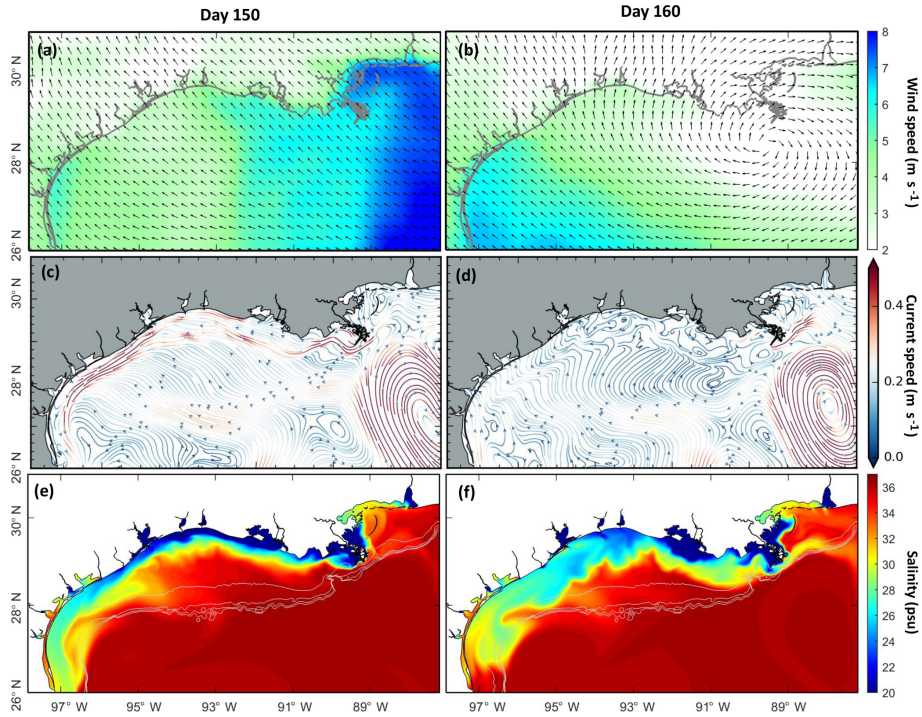 Day 150 Day 160
(a) (b)
30° N
28° N
26° N
8
7
6
5
4
3
2
Wind speed (m s -1)
(c) (d)
30° N
28° N
26° N
0.4
0.2
0.0
Current speed (m s -1)
(e) (f)
30° N
28° N
26° N
36
34
32
30
28
26
24
22
20
Salinity (psu)
97° W 95° W 93° W 91° W 89° W 97° W 95° W 93° W 91° W 89° W